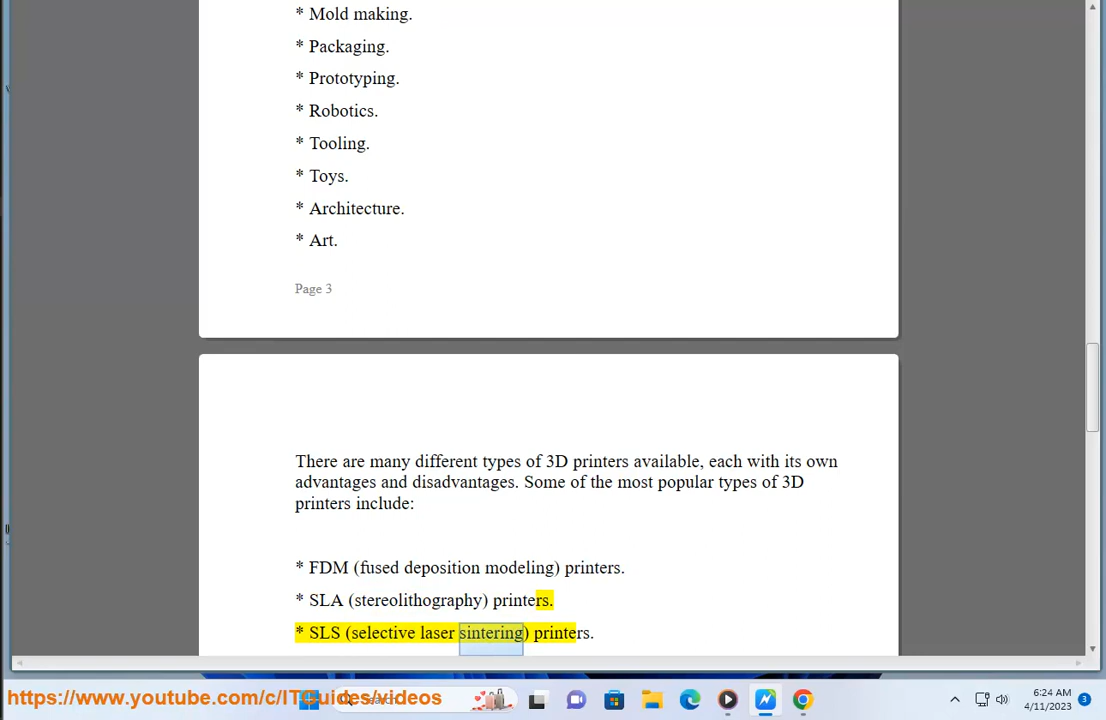 * Mold making.
* Packaging.
* Prototyping.
* Robotics.
* Tooling.
* Toys.
* Architecture.
* Art.
Page 3
There are many different types of 3D printers available, each with its own
advantages and disadvantages. Some of the most popular types of 3D
printers include:
* FDM (fused deposition modeling) printers.
* SLA (stereolithography) printers.
* SLS (selective laser sintering) printers.
https://www.youtube.com/c/ITGuides/videos
6:24 AM
4/11/2023
3